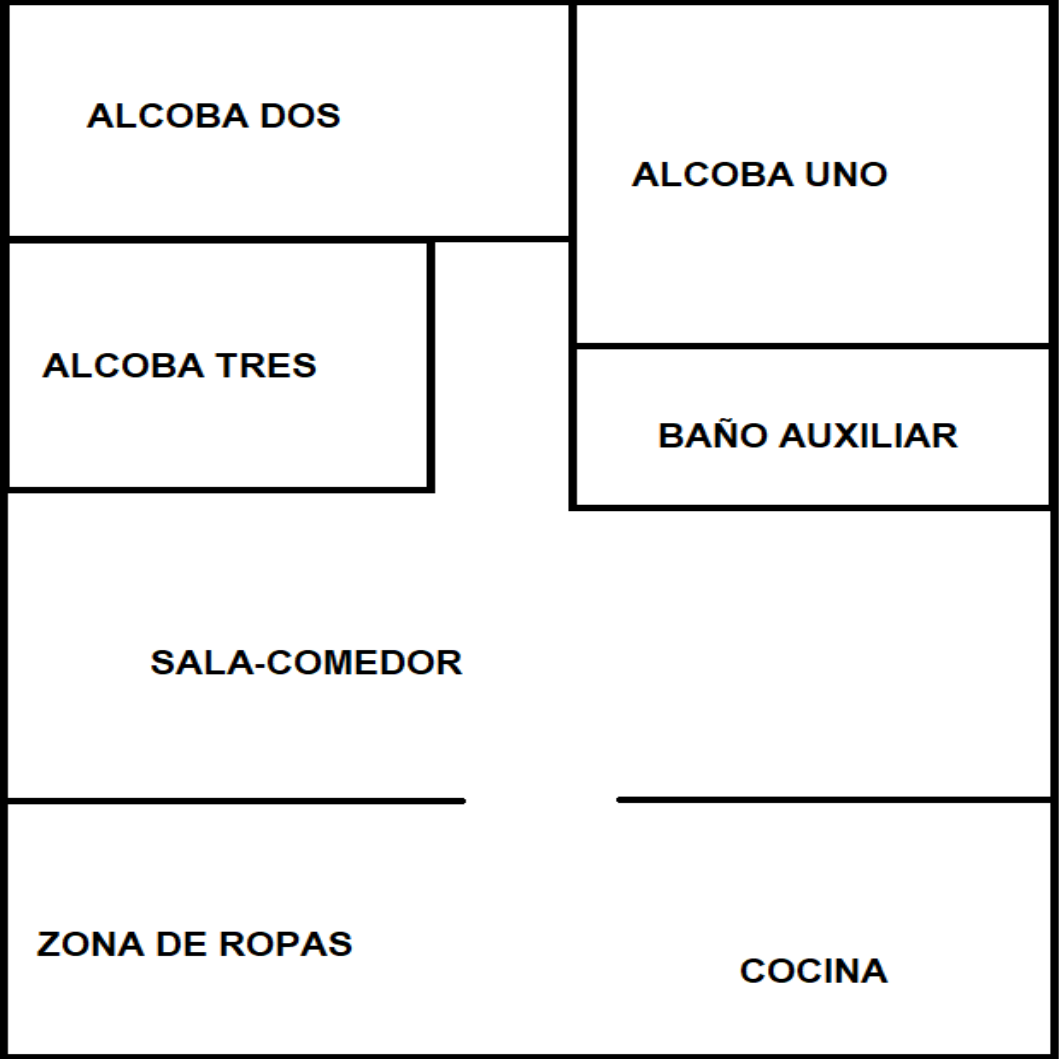 ALCOBA DOS
ALCOBA UNO
ALCOBA TRES
BAÑO AUXILIAR
SALA-COMEDOR
ZONA DE ROPAS
COCINA